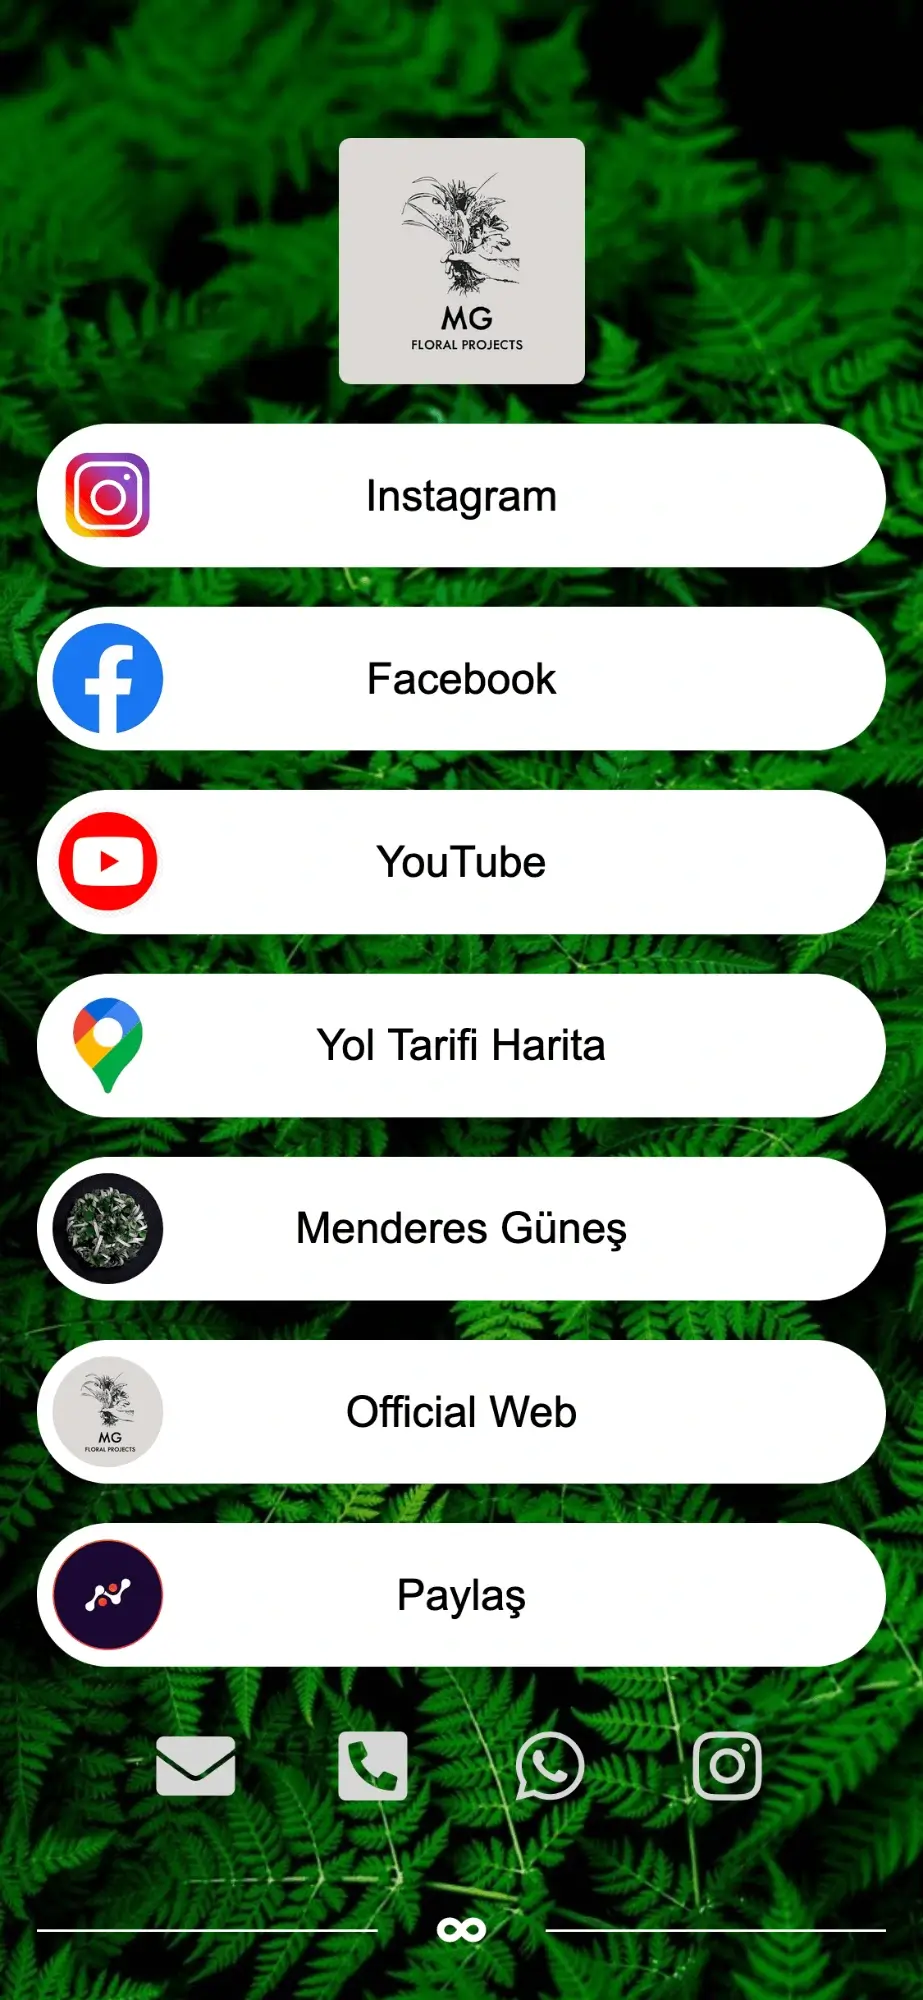 MG
FLORAL PROJECTS
Instagram
Facebook
YouTube
Yol Tarifi Harita
Menderes Güneş
MG
FLORAL PROJECTS
Official Web
Paylaş